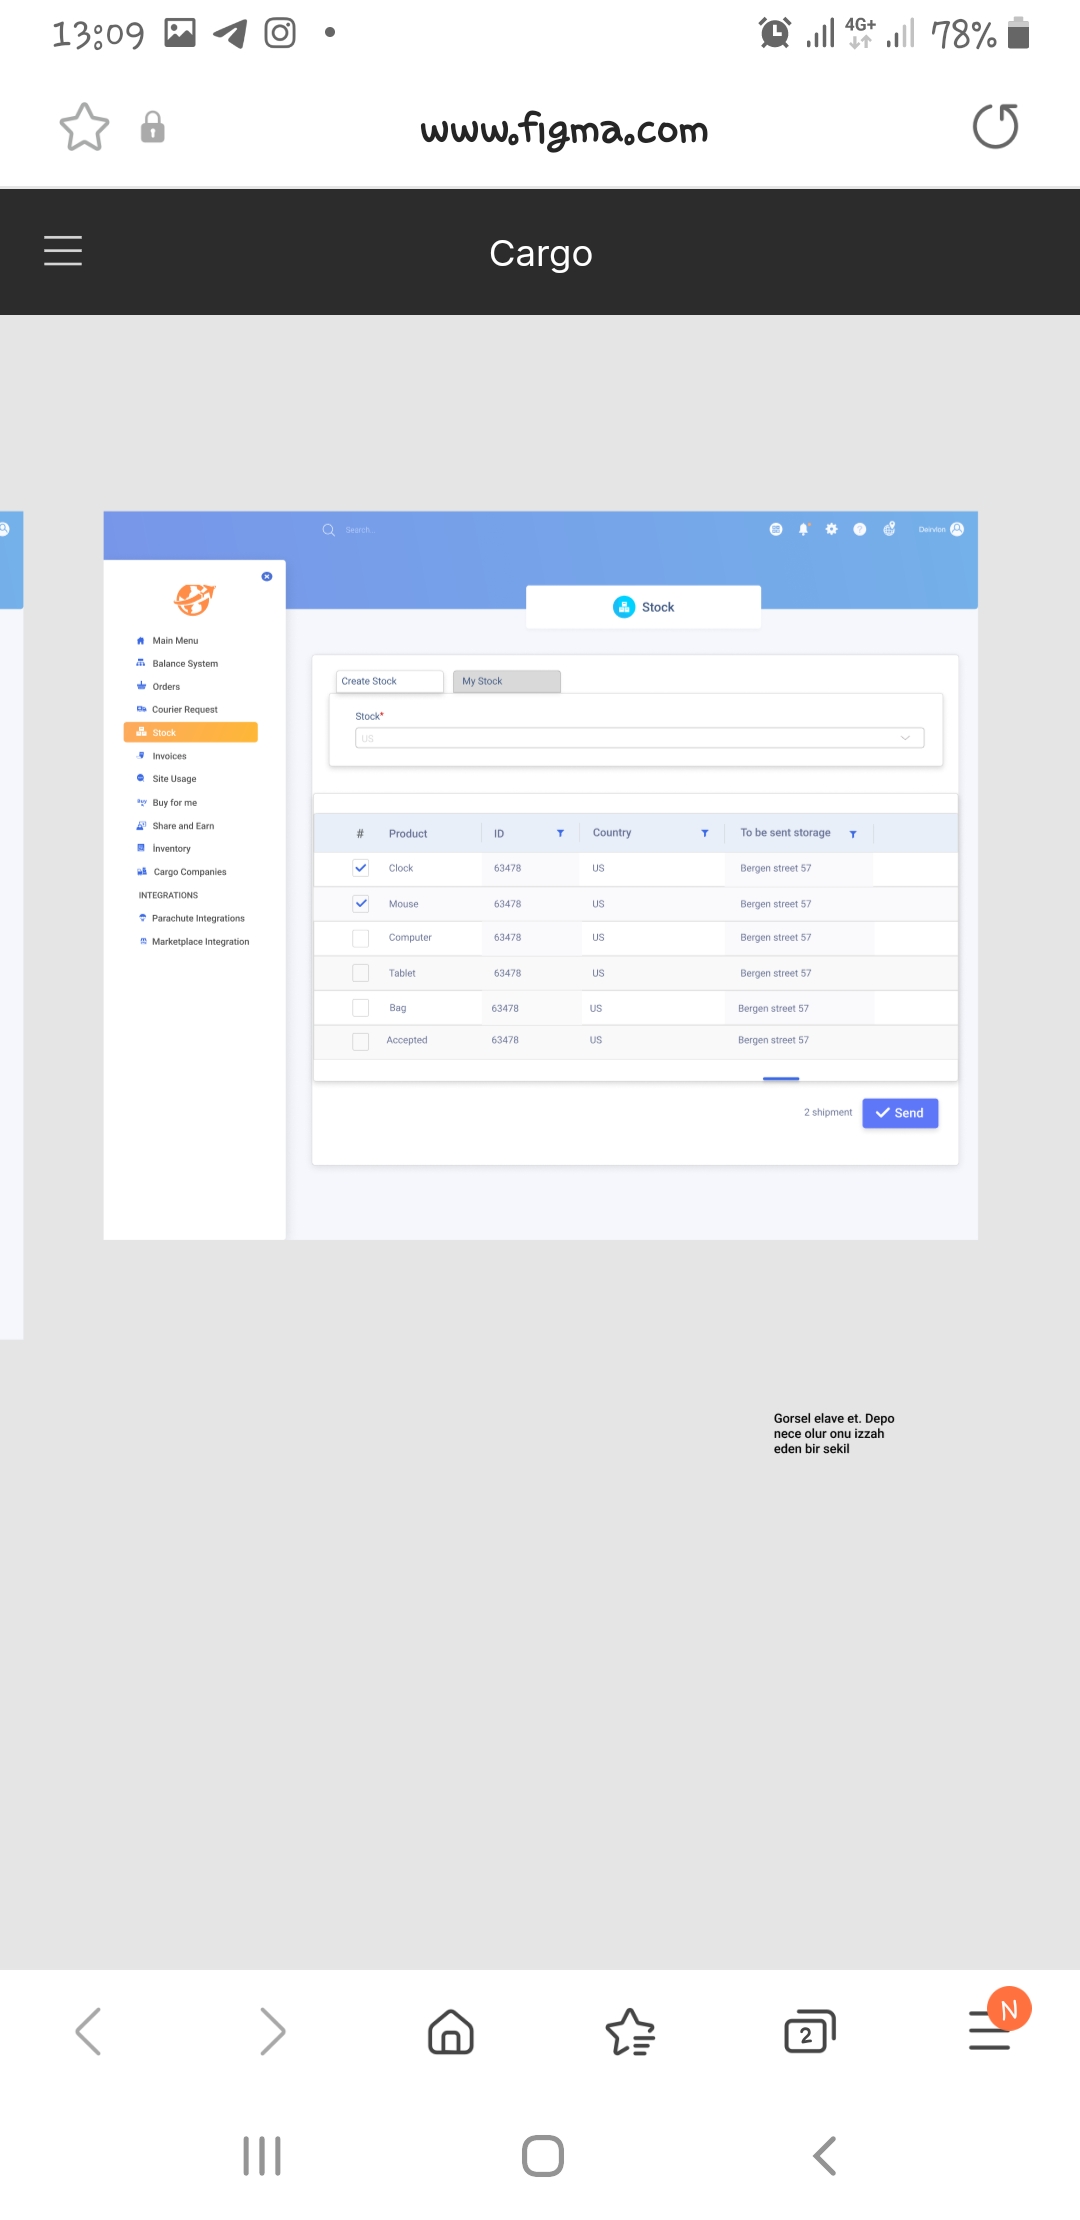 13:09
4G+
78%
www.figma.com
Cargo
Search...
Deirvlon
Stock
Main Menu
Balance System
Orders
Courier Request
Stock
Invoices
Site Usage
Buy for me
Share and Earn
İnventory
Cargo Companies
INTEGRATIONS
Parachute Integrations
Marketplace Integration
Create Stock My Stock
Stock*
US
# Product ID Country To be sent storage
Clock 63478 US Bergen street 57
Mouse 63478 US Bergen street 57
Computer 63478 US Bergen street 57
Tablet 63478 US Bergen street 57
Bag 63478 US Bergen street 57
Accepted 63478 US Bergen street 57
2 shipment Send
Gorsel elave et. Depo
nece olur onu izzah
eden bir sekil
2
N